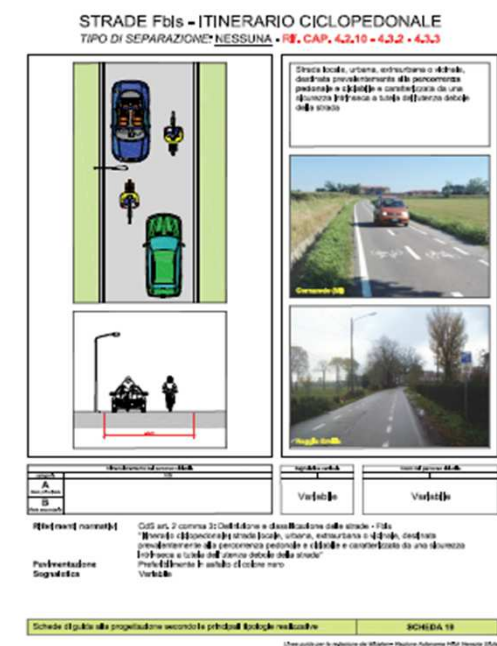 STRADE Fbis - ITINERARIO CICLOPEDONALE
TIPO DI SEPARAZIONE: NESSUNA - RIF. CAP. 4.2.10 - 4.3.2 - 4.3.3
Strada locale, urbana, extraurbana o vicinale,
destinata prevalentemente alla percorrenza
pedonale e ciclabile e caratterizzata da una
sicurezza intrinseca a tutela dell'utenza debole
della strada
Reggio Emilia
A
B
Variabile
Variabile
Riferimenti normativi
CdS art. 2 comma 3: Definizione e classificazione delle strade - Fbis
"Itinerario ciclopedonale: strada locale, urbana, extraurbana o vicinale, destinata
prevalentemente alla percorrenza pedonale e ciclabile e caratterizzata da una sicurezza
intrinseca a tutela dell'utenza debole della strada"
Pavimentazione
Preferibilmente in asfalto di colore nero
Segnaletica
Variabile
Schede di guida alla progettazione secondo le principali tipologie realizzative
SCHEDA 19